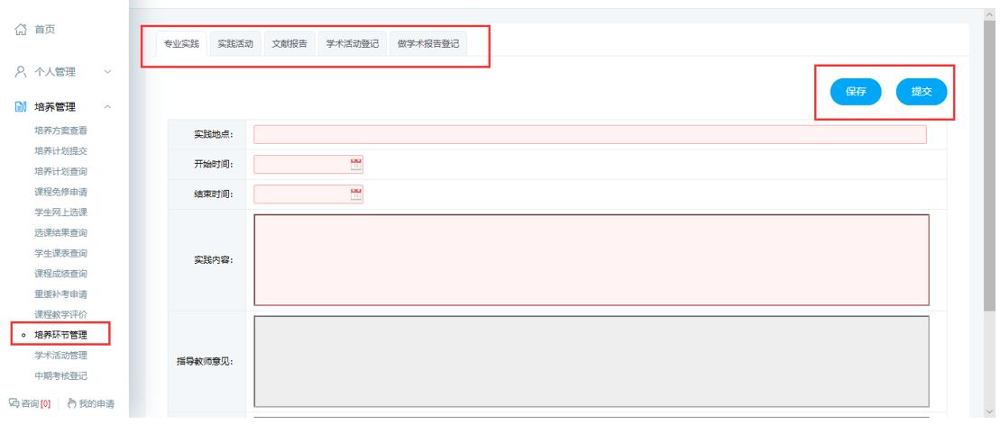 首页
个人管理
培养管理
培养方案查看
培养计划提交
培养计划查询
课程免修申请
学生网上选课
选课结果查询
学生课表查询
课程成绩查询
重缓补考申请
课程教学评价
培养环节管理
学术活动管理
中期考核登记
咨询[0] 我的申请
专业实践 实践活动 文献报告 学术活动登记 做学术报告登记
保存 提交
实践地点:
开始时间:
结束时间:
实践内容:
指导教师意见: